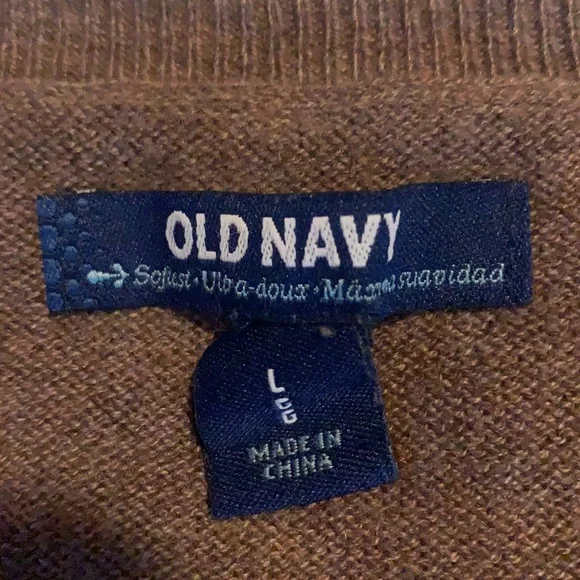 OLD NAVY
Softest · Ultra-doux · Máxima suavidad
L
G
MADE IN
CHINA